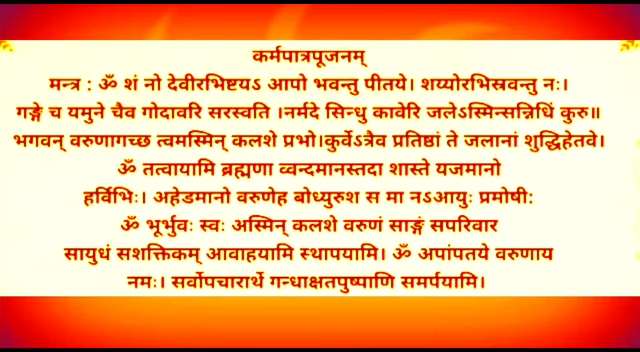 कर्मपात्रपूजनम्
मन्त्र : ॐ शं नो देवीरभिष्टयऽ आपो भवन्तु पीतये। शय्योरभिस्रवन्तु नः।
गङ्गे च यमुने चैव गोदावरि सरस्वति ।नर्मदे सिन्धु कावेरि जलेऽस्मिन्सन्निधिं कुरु॥
भगवन् वरुणागच्छ त्वमस्मिन् कलशे प्रभो।कुर्वेऽत्रैव प्रतिष्ठां ते जलानां शुद्धिहेतवे।
ॐ तत्वायामि ब्रह्मणा व्वन्दमानस्तदा शास्ते यजमानो
हर्विभिः। अहेडमानो वरुणेह बोध्युरुश स मा नऽआयुः प्रमोषी:
ॐ भूर्भुवः स्वः अस्मिन् कलशे वरुणं साङ्गं सपरिवार
सायुधं सशक्तिकम् आवाहयामि स्थापयामि। ॐ अपांपतये वरुणाय
नमः। सर्वोपचारार्थे गन्धाक्षतपुष्पाणि समर्पयामि।